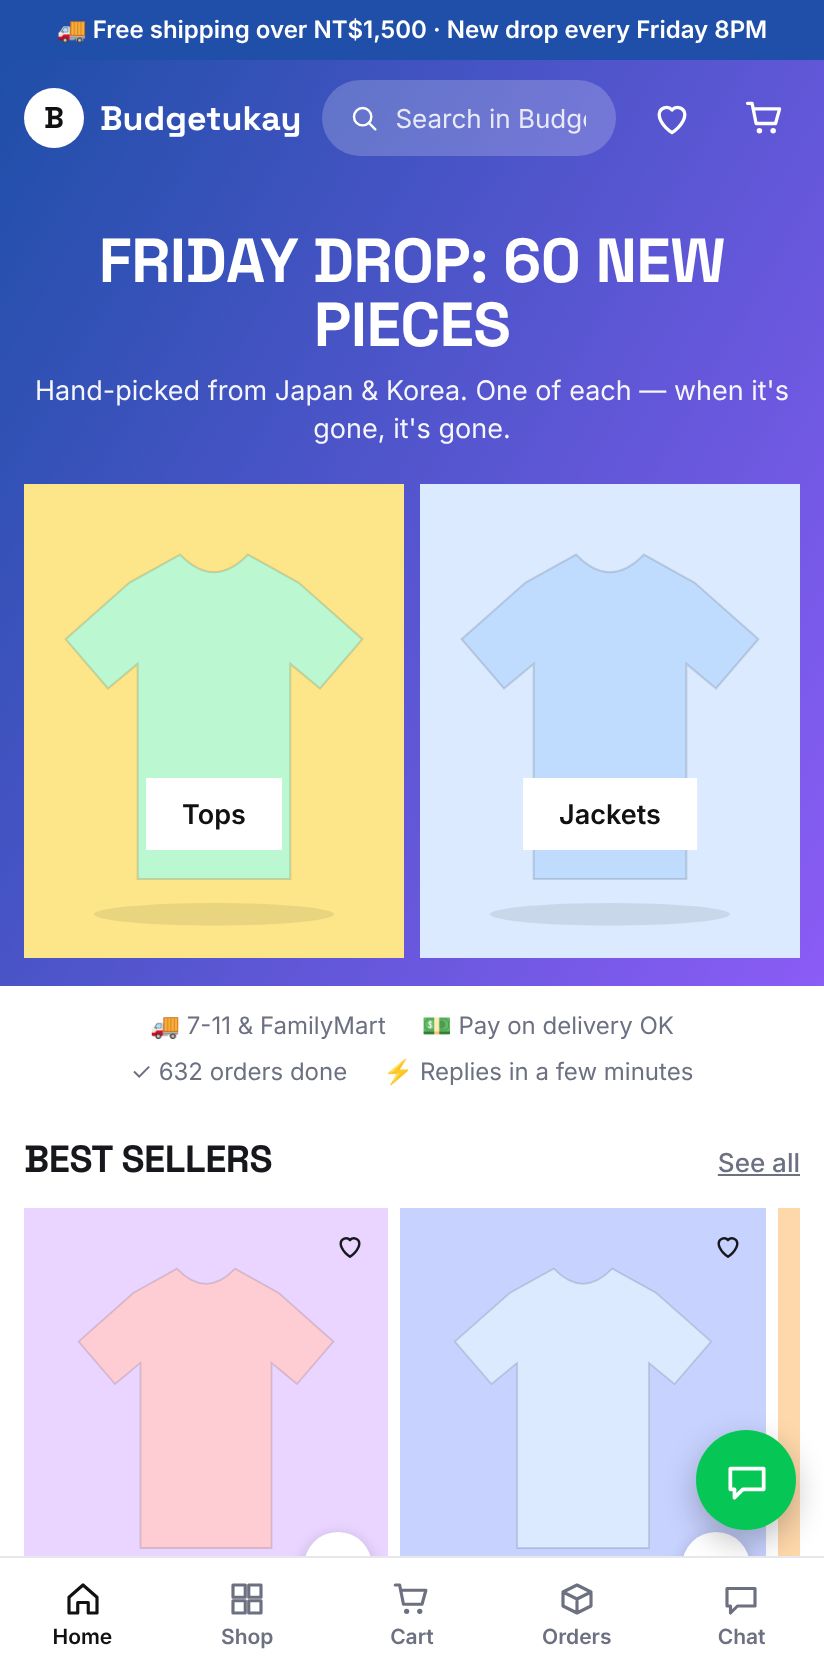 🚚 Free shipping over NT$1,500 · New drop every Friday 8PM
B Budgetukay
Search in Budg
FRIDAY DROP: 60 NEW
PIECES
Hand-picked from Japan & Korea. One of each — when it's
gone, it's gone.
Tops
Jackets
🚚 7-11 & FamilyMart 💵 Pay on delivery OK
✓ 632 orders done ⚡ Replies in a few minutes
BEST SELLERS
See all
Home
Shop
Cart
Orders
Chat